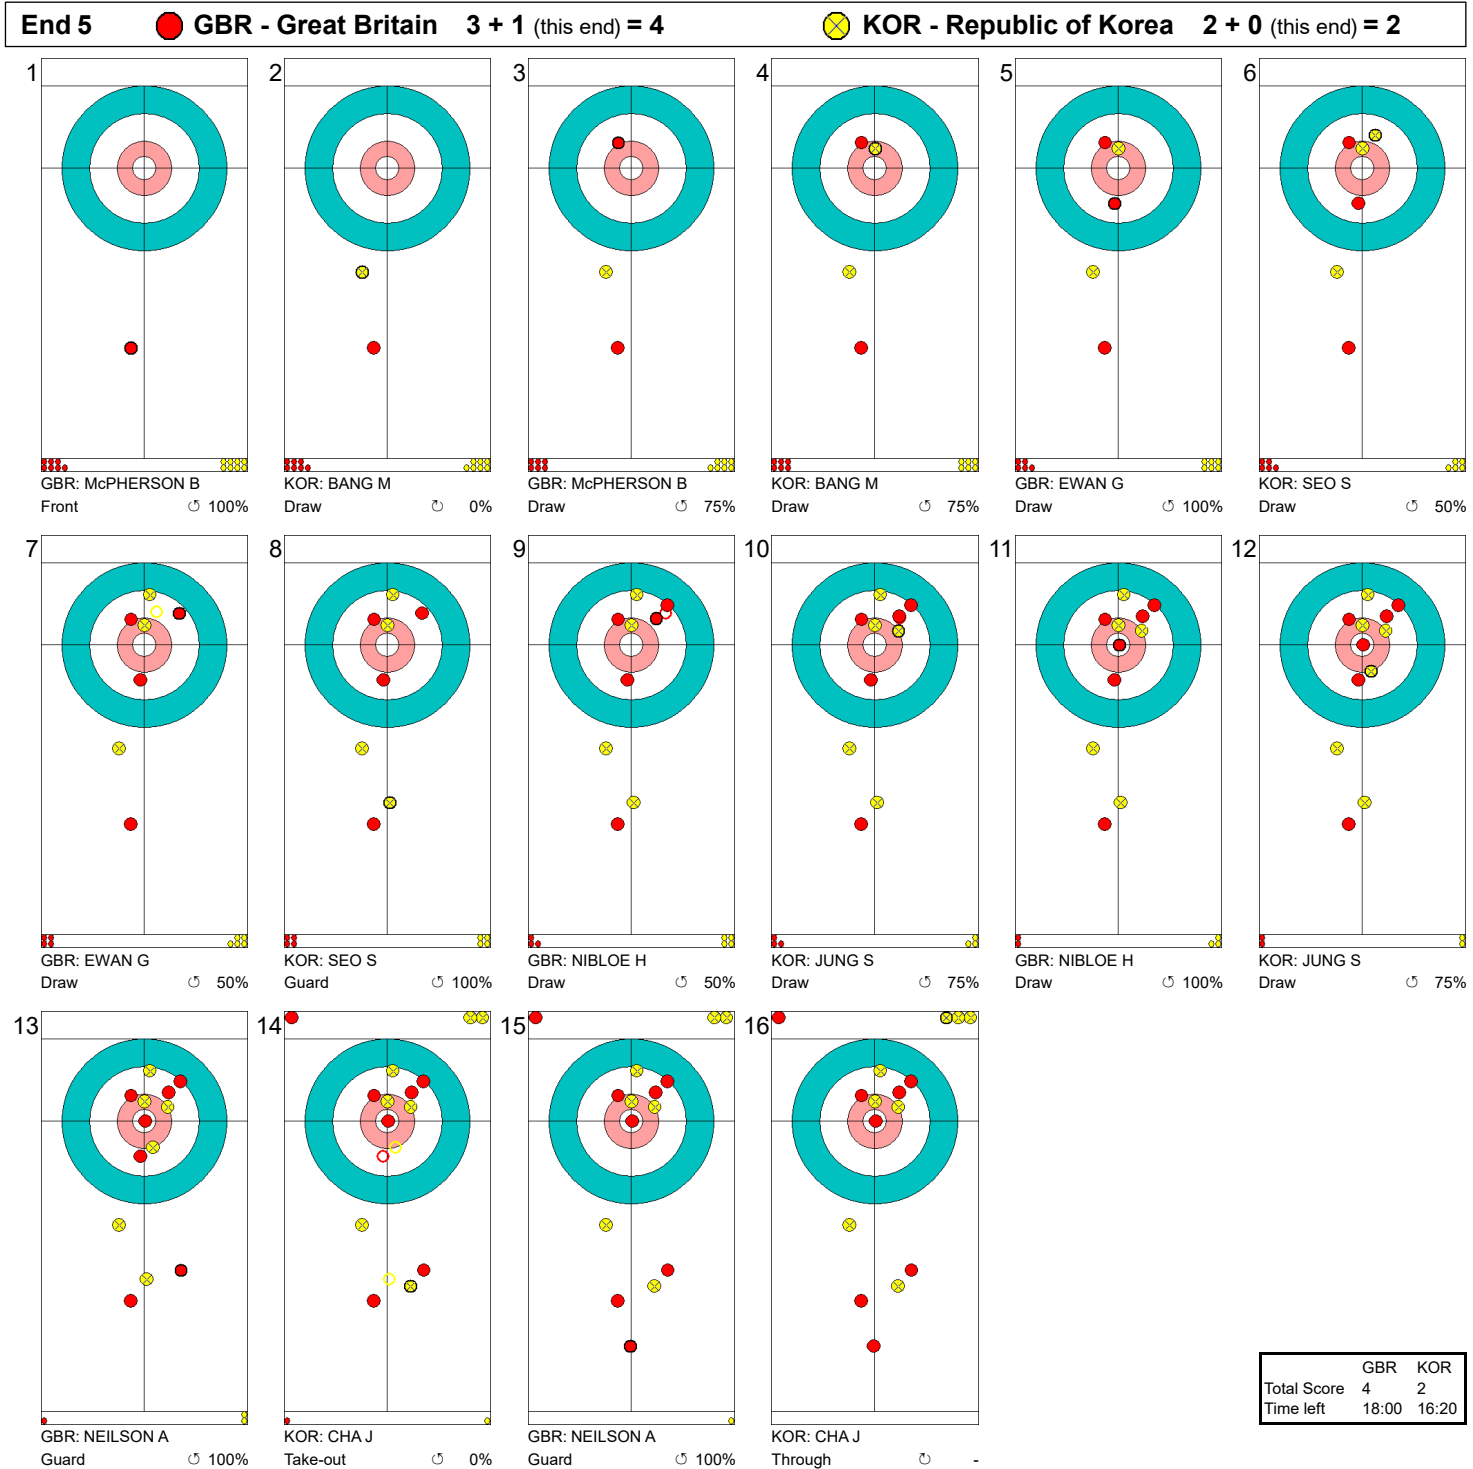 End 5 GBR - Great Britain 3 + 1 (this end) = 4 KOR - Republic of Korea 2 + 0 (this end) = 2
1 2 3 4 5 6
GBR: McPHERSON B KOR: BANG M GBR: McPHERSON B KOR: BANG M GBR: EWAN G KOR: SEO S
Front ↺ 100% Draw ↻ 0% Draw ↺ 75% Draw ↺ 75% Draw ↺ 100% Draw ↺ 50%
7 8 9 10 11 12
GBR: EWAN G KOR: SEO S GBR: NIBLOE H KOR: JUNG S GBR: NIBLOE H KOR: JUNG S
Draw ↺ 50% Guard ↺ 100% Draw ↺ 50% Draw ↺ 75% Draw ↺ 100% Draw ↺ 75%
13 14 15 16
GBR: NEILSON A KOR: CHA J GBR: NEILSON A KOR: CHA J
Guard ↺ 100% Take-out ↺ 0% Guard ↺ 100% Through ↻ -
GBR KOR
Total Score 4 2
Time left 18:00 16:20